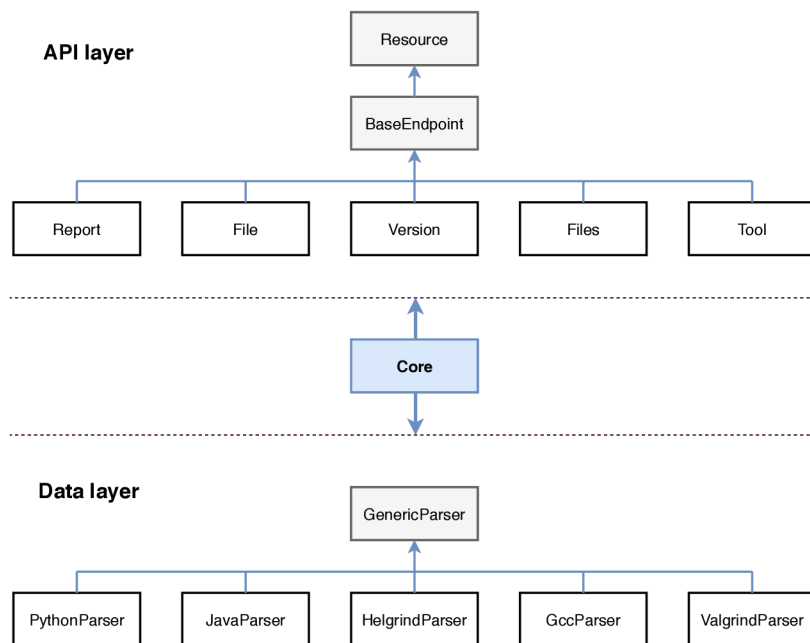 Resource
API layer
BaseEndpoint
Report
File
Version
Files
Tool
Core
Data layer
GenericParser
PythonParser
JavaParser
HelgrindParser
GccParser
ValgrindParser